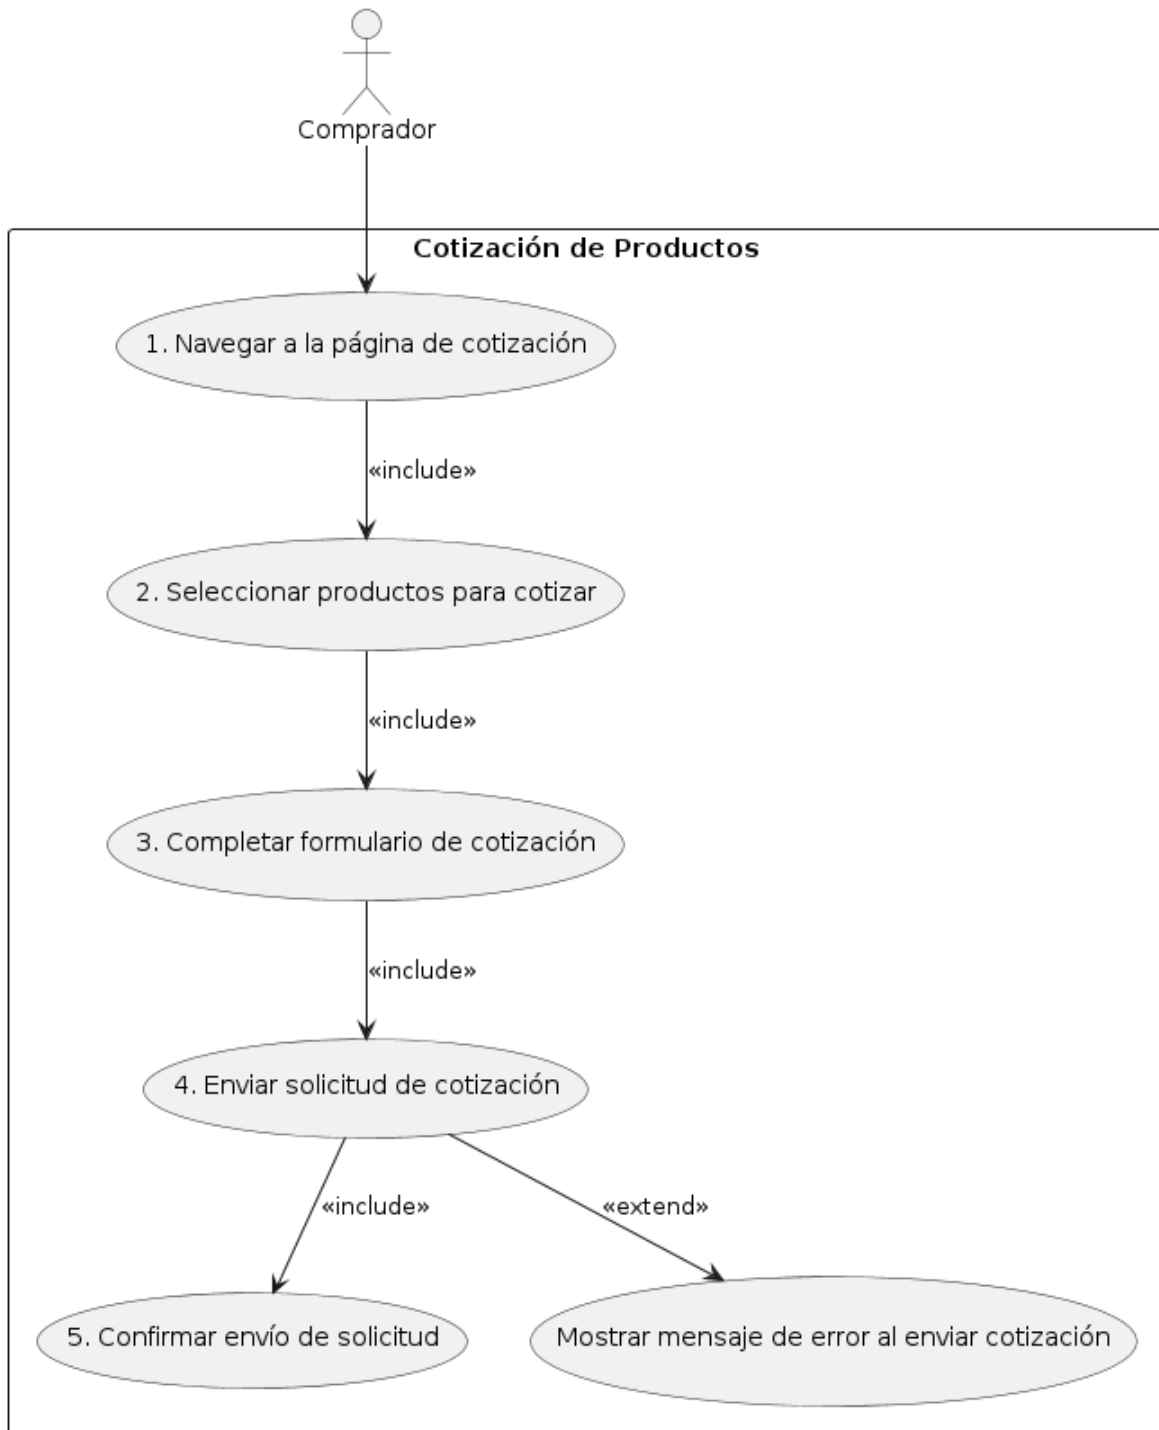 Comprador
Cotización de Productos
1. Navegar a la página de cotización
«include»
2. Seleccionar productos para cotizar
«include»
3. Completar formulario de cotización
«include»
4. Enviar solicitud de cotización
«include»
«extend»
5. Confirmar envío de solicitud
Mostrar mensaje de error al enviar cotización